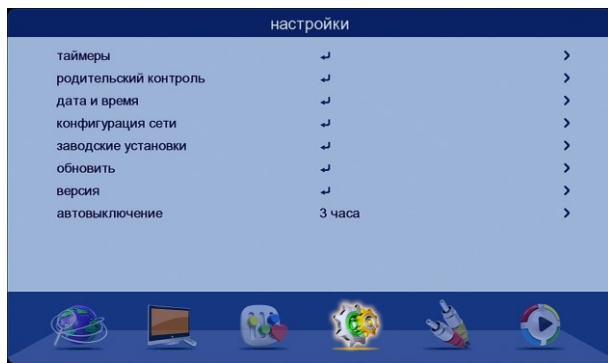 настройки
таймеры
родительский контроль
дата и время
конфигурация сети
заводские установки
обновить
версия
автовыключение 3 часа